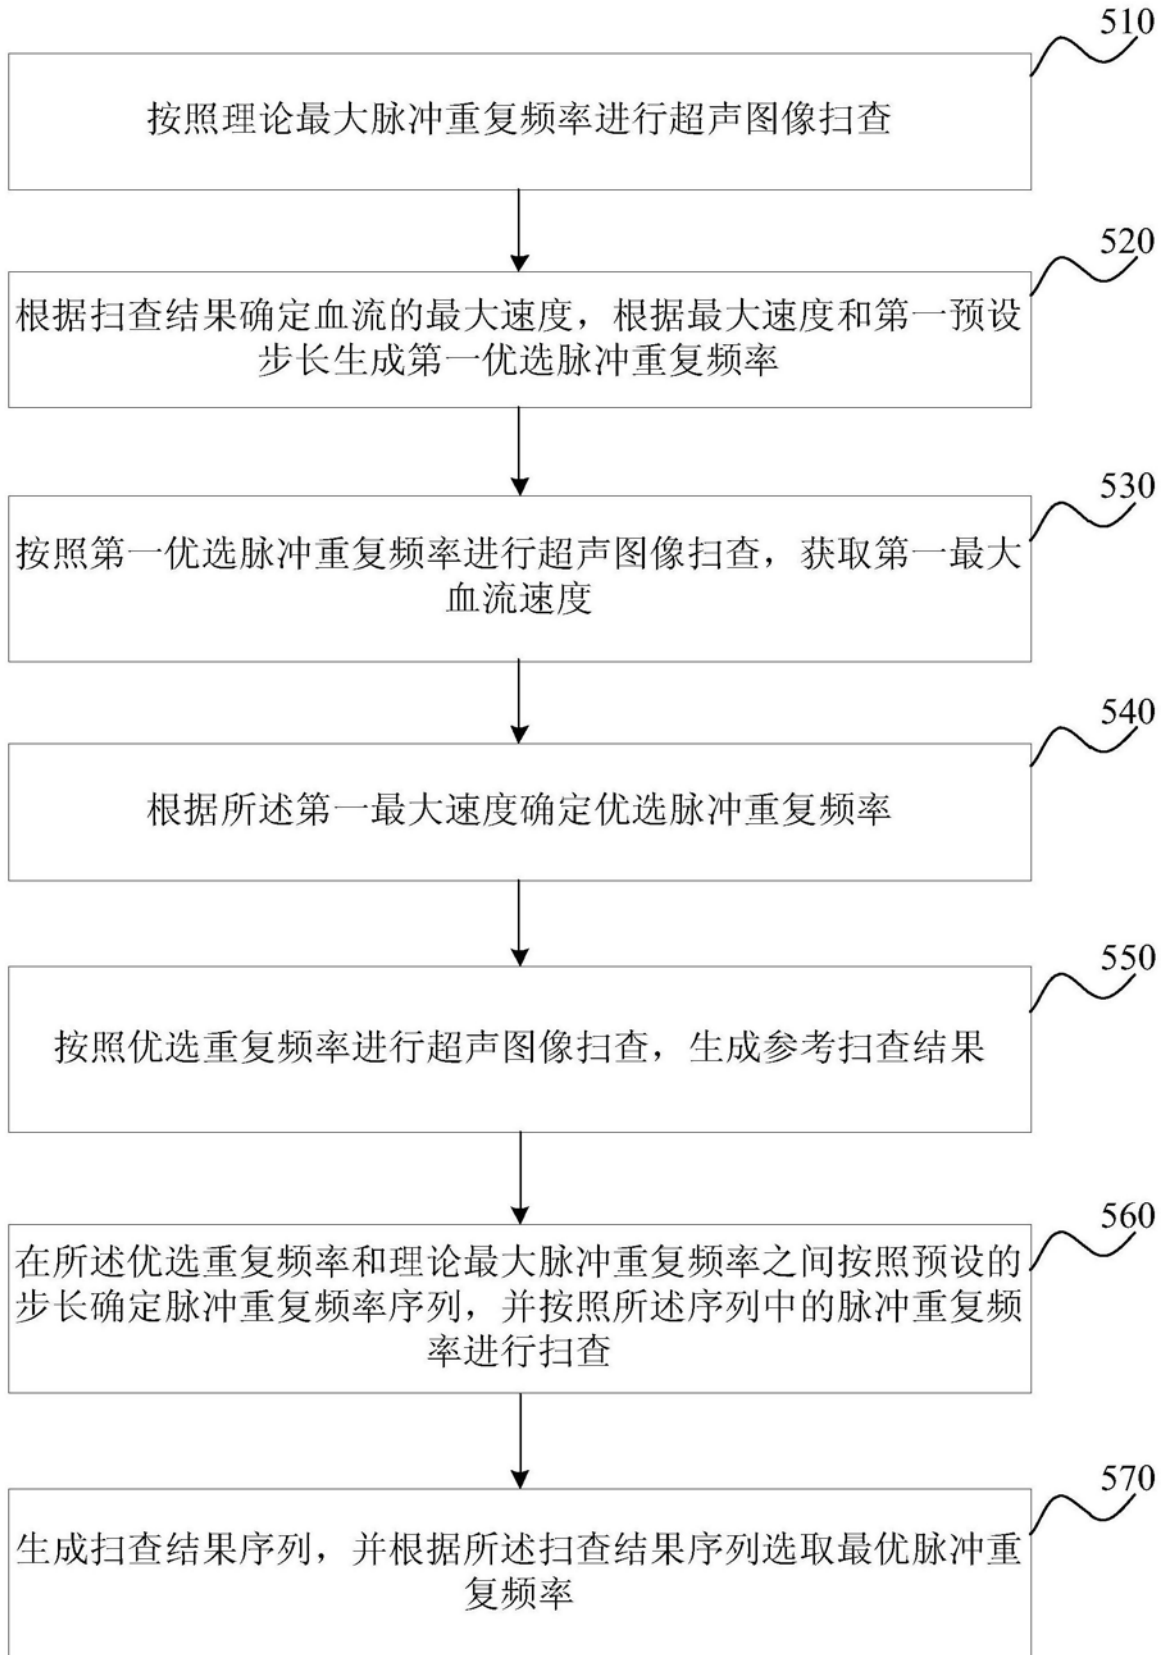 510
按照理论最大脉冲重复频率进行超声图像扫查
520
根据扫查结果确定血流的最大速度，根据最大速度和第一预设
步长生成第一优选脉冲重复频率
530
按照第一优选脉冲重复频率进行超声图像扫查，获取第一最大
血流速度
540
根据所述第一最大速度确定优选脉冲重复频率
550
按照优选重复频率进行超声图像扫查，生成参考扫查结果
560
在所述优选重复频率和理论最大脉冲重复频率之间按照预设的
步长确定脉冲重复频率序列，并按照所述序列中的脉冲重复频
率进行扫查
570
生成扫查结果序列，并根据所述扫查结果序列选取最优脉冲重
复频率